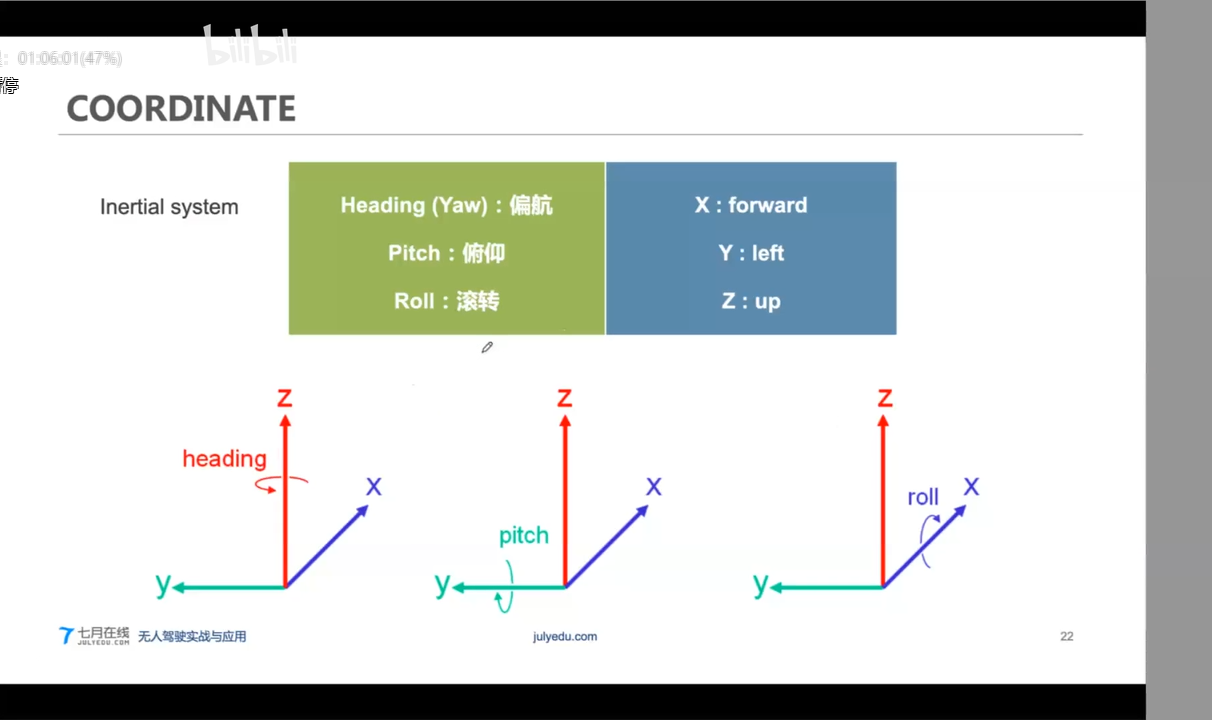 bilibili
01:06:01(47%)
停
COORDINATE
Inertial system
Heading (Yaw) : 偏航
Pitch : 俯仰
Roll : 滚转
X : forward
Y : left
Z : up
z
heading
x
y
z
x
pitch
y
z
roll
x
y
七月在线
JULYEDU.COM
无人驾驶实战与应用
julyedu.com
22